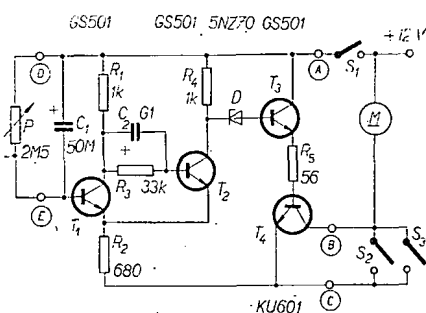 GS501 GS501 5NZ70 GS501
+12 V
A
S1
D
R1
1k
R4
1k
T3
D
M
P
2M5
C1
50M
C2
G1
R3
33k
T2
R5
56
E
T1
T4
B
S2
S3
R2
680
C
KU601